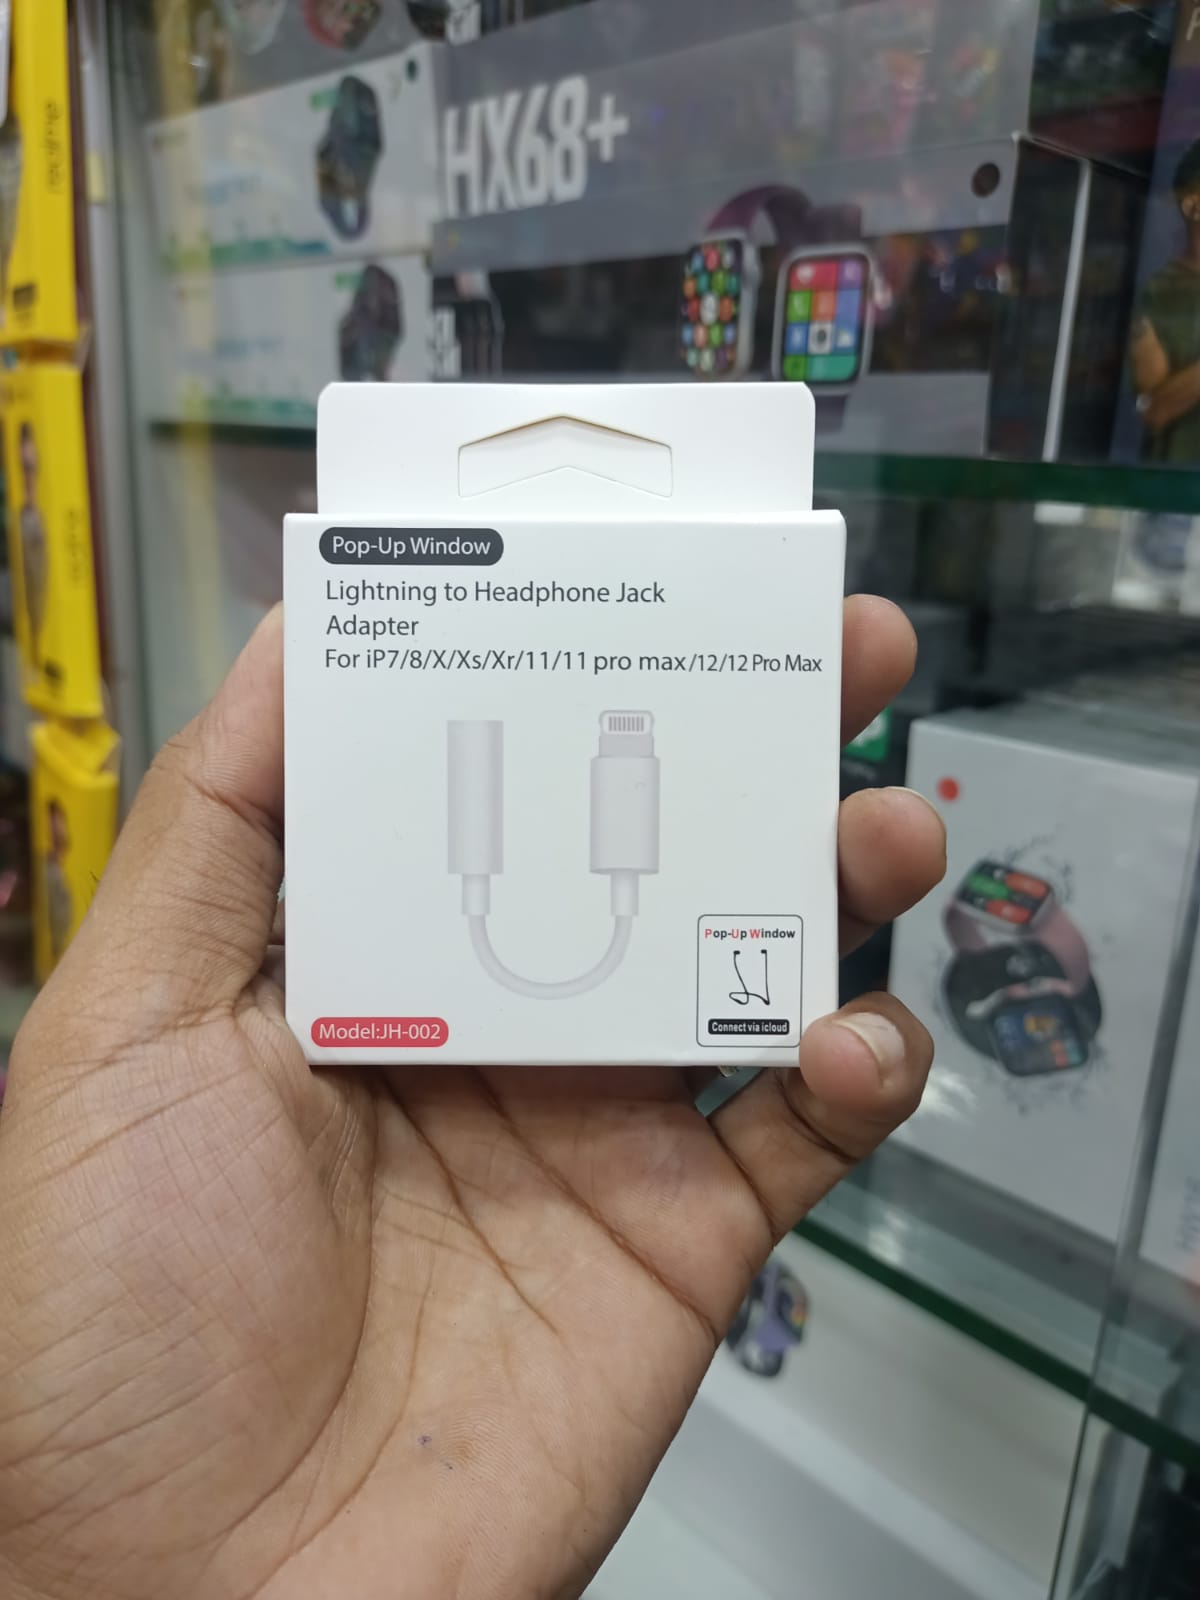 HX68+
realme
Pop-Up Window
Lightning to Headphone Jack
Adapter
For iP7/8/X/Xs/Xr/11/11 pro max/12/12 Pro Max
Pop-Up Window
Connect via icloud
Model:JH-002